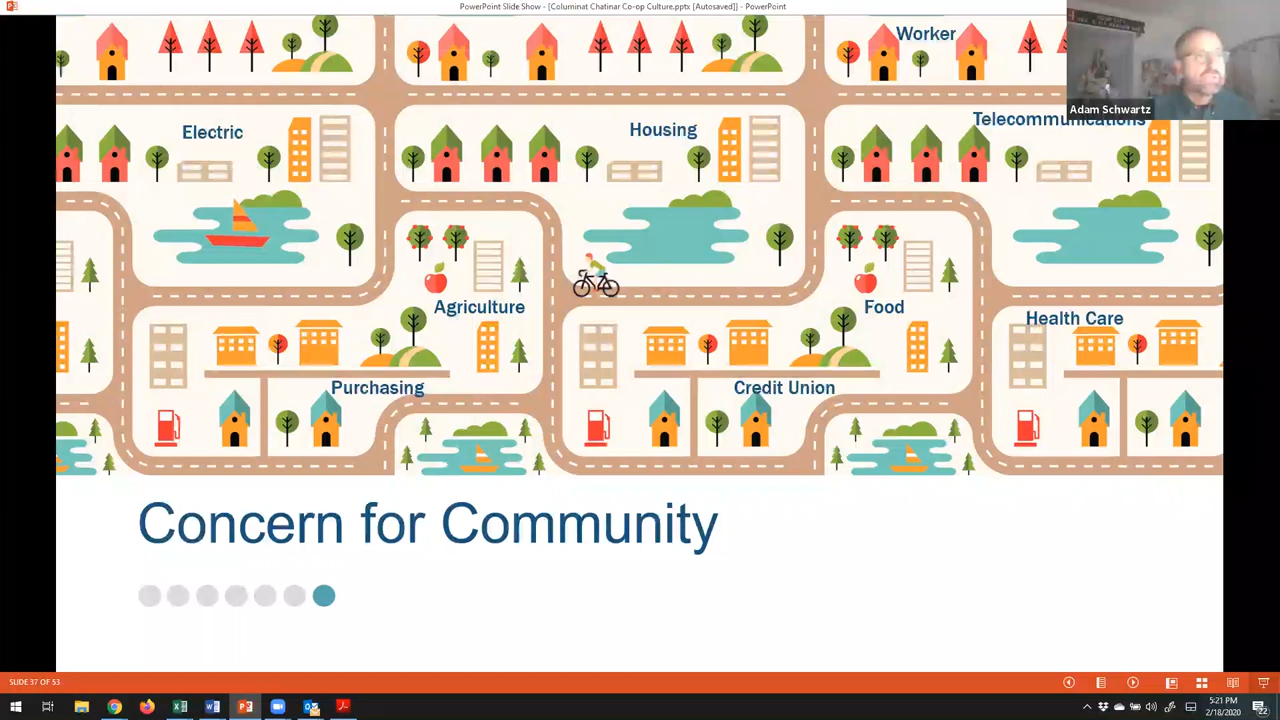 PowerPoint Slide Show - [Columinat Chatinar Co-op Culture.pptx [Autosaved]] - PowerPoint
Worker
Adam Schwartz
Electric
Housing
Telecommunications
Agriculture
Food
Health Care
Purchasing
Credit Union
Concern for Community
SLIDE 37 OF 53
5:21 PM
2/18/2020
22